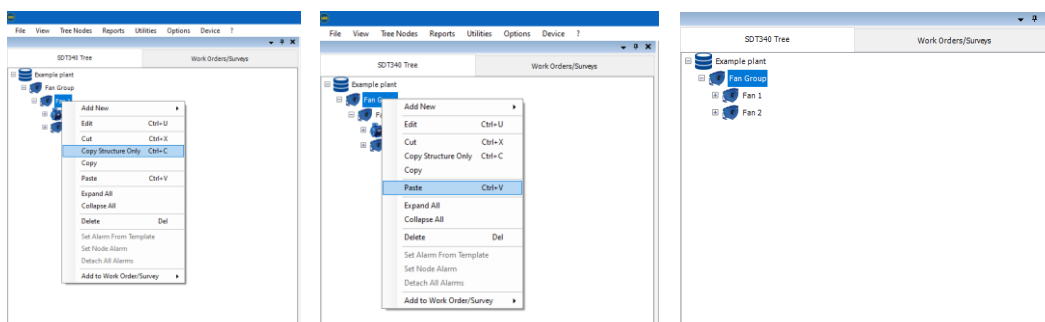 File View Tree Nodes Reports Utilities Options Device ?
SDT340 Tree Work Orders/Surveys
Example plant
Fan Group
Fan 1
Add New
Edit Ctrl+U
Cut Ctrl+X
Copy Structure Only Ctrl+C
Copy
Paste Ctrl+V
Expand All
Collapse All
Delete Del
Set Alarm From Template
Set Node Alarm
Detach All Alarms
Add to Work Order/Survey
File View Tree Nodes Reports Utilities Options Device ?
SDT340 Tree Work Orders/Surveys
Example plant
Fan
Add New
Edit Ctrl+U
Cut Ctrl+X
Copy Structure Only Ctrl+C
Copy
Paste Ctrl+V
Expand All
Collapse All
Delete Del
Set Alarm From Template
Set Node Alarm
Detach All Alarms
Add to Work Order/Survey
SDT340 Tree Work Orders/Surveys
Example plant
Fan Group
Fan 1
Fan 2